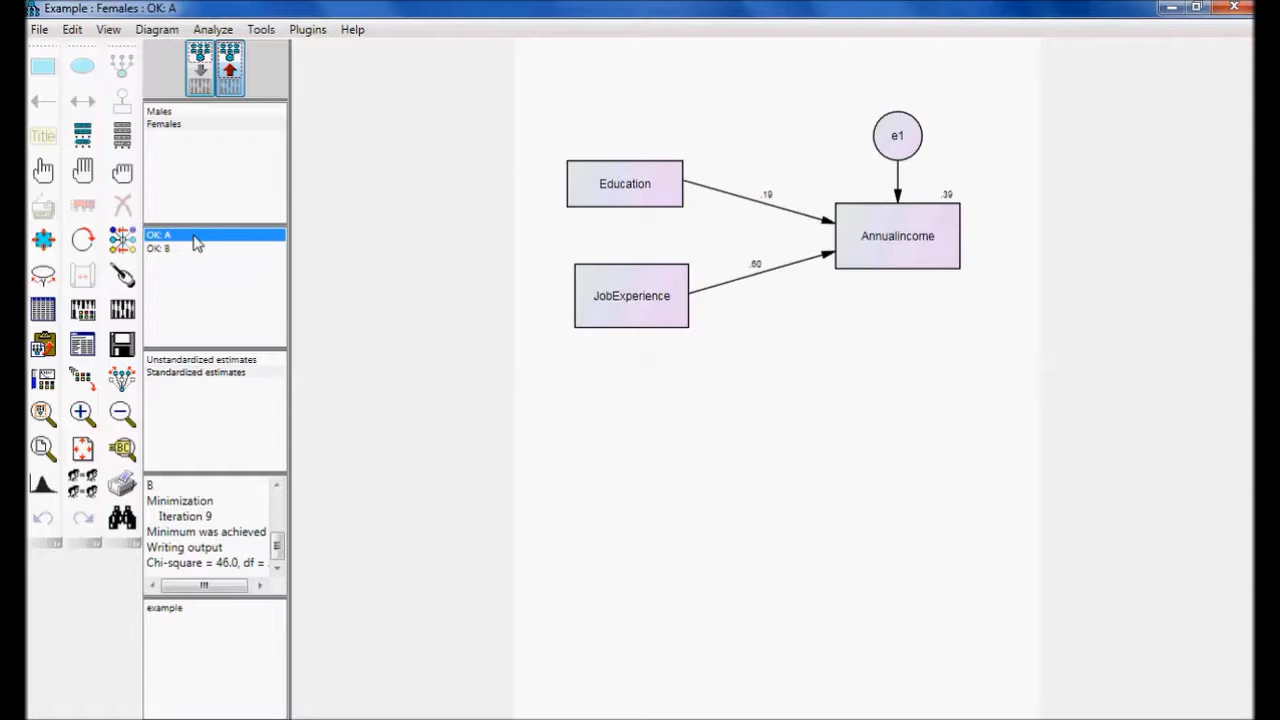 Example : Females : OK: A
File Edit View Diagram Analyze Tools Plugins Help
Title
Males
Females
OK: A
OK: B
Unstandardized estimates
Standardized estimates
B
Minimization
Iteration 9
Minimum was achieved
Writing output
Chi-square = 46.0, df =
example
e1
Education
.19
.39
Annualincome
.60
JobExperience